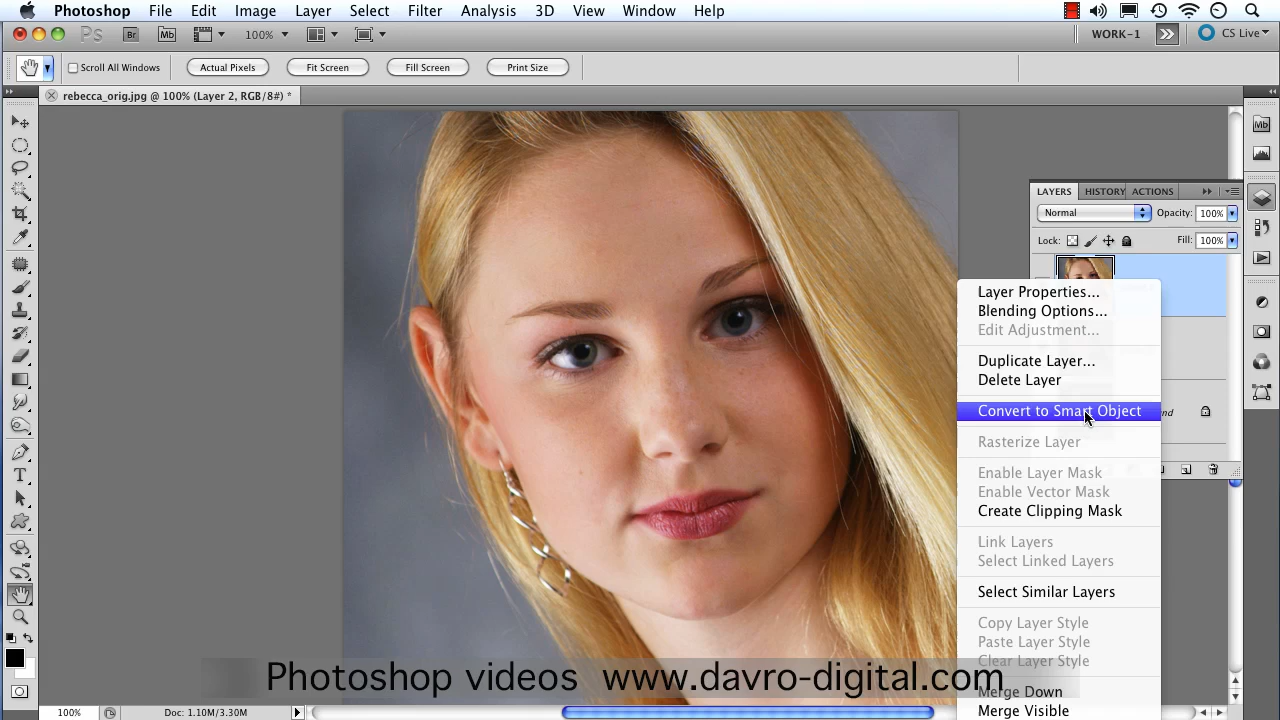 Photoshop File Edit Image Layer Select Filter Analysis 3D View Window Help
Ps Br Mb 100% WORK-1 CS Live
Scroll All Windows Actual Pixels Fit Screen Fill Screen Print Size
rebecca_orig.jpg @ 100% (Layer 2, RGB/8#) *
Mb
LAYERS HISTORY ACTIONS
Normal Opacity: 100%
Lock: Fill: 100%
Layer Properties...
Blending Options...
Edit Adjustment...
Duplicate Layer...
Delete Layer
Convert to Smart Object
nd
Rasterize Layer
Enable Layer Mask
Enable Vector Mask
Create Clipping Mask
Link Layers
Select Linked Layers
Select Similar Layers
Copy Layer Style
Paste Layer Style
Clear Layer Style
Merge Down
Merge Visible
T
Photoshop videos www.davro-digital.com
100% Doc: 1.10M/3.30M